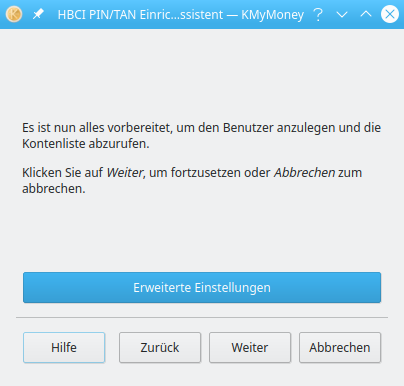 HBCI PIN/TAN Einric...ssistent — KMyMoney
Es ist nun alles vorbereitet, um den Benutzer anzulegen und die
Kontenliste abzurufen.
Klicken Sie auf Weiter, um fortzusetzen oder Abbrechen zum
abbrechen.
Erweiterte Einstellungen
Hilfe
Zurück
Weiter
Abbrechen